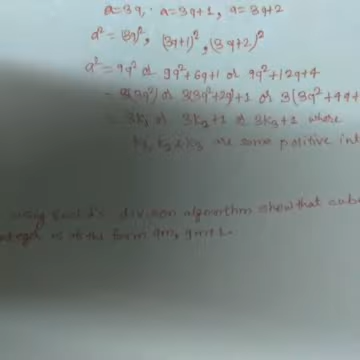 a=3q, a=3q+1, a=3q+2
a² = (3q)², (3q+1)², (3q+2)²
a² = 9q² or 9q²+6q+1 or 9q²+12q+4
= 3(3q²) or 3(3q²+2q)+1 or 3(3q²+4q+
= 3k₁ or 3k₂+1 or 3k₃+1 where
k₁, k₂ & k₃ are some positive int
using division algorithm show that cube
is of the form 9m, 9m+1